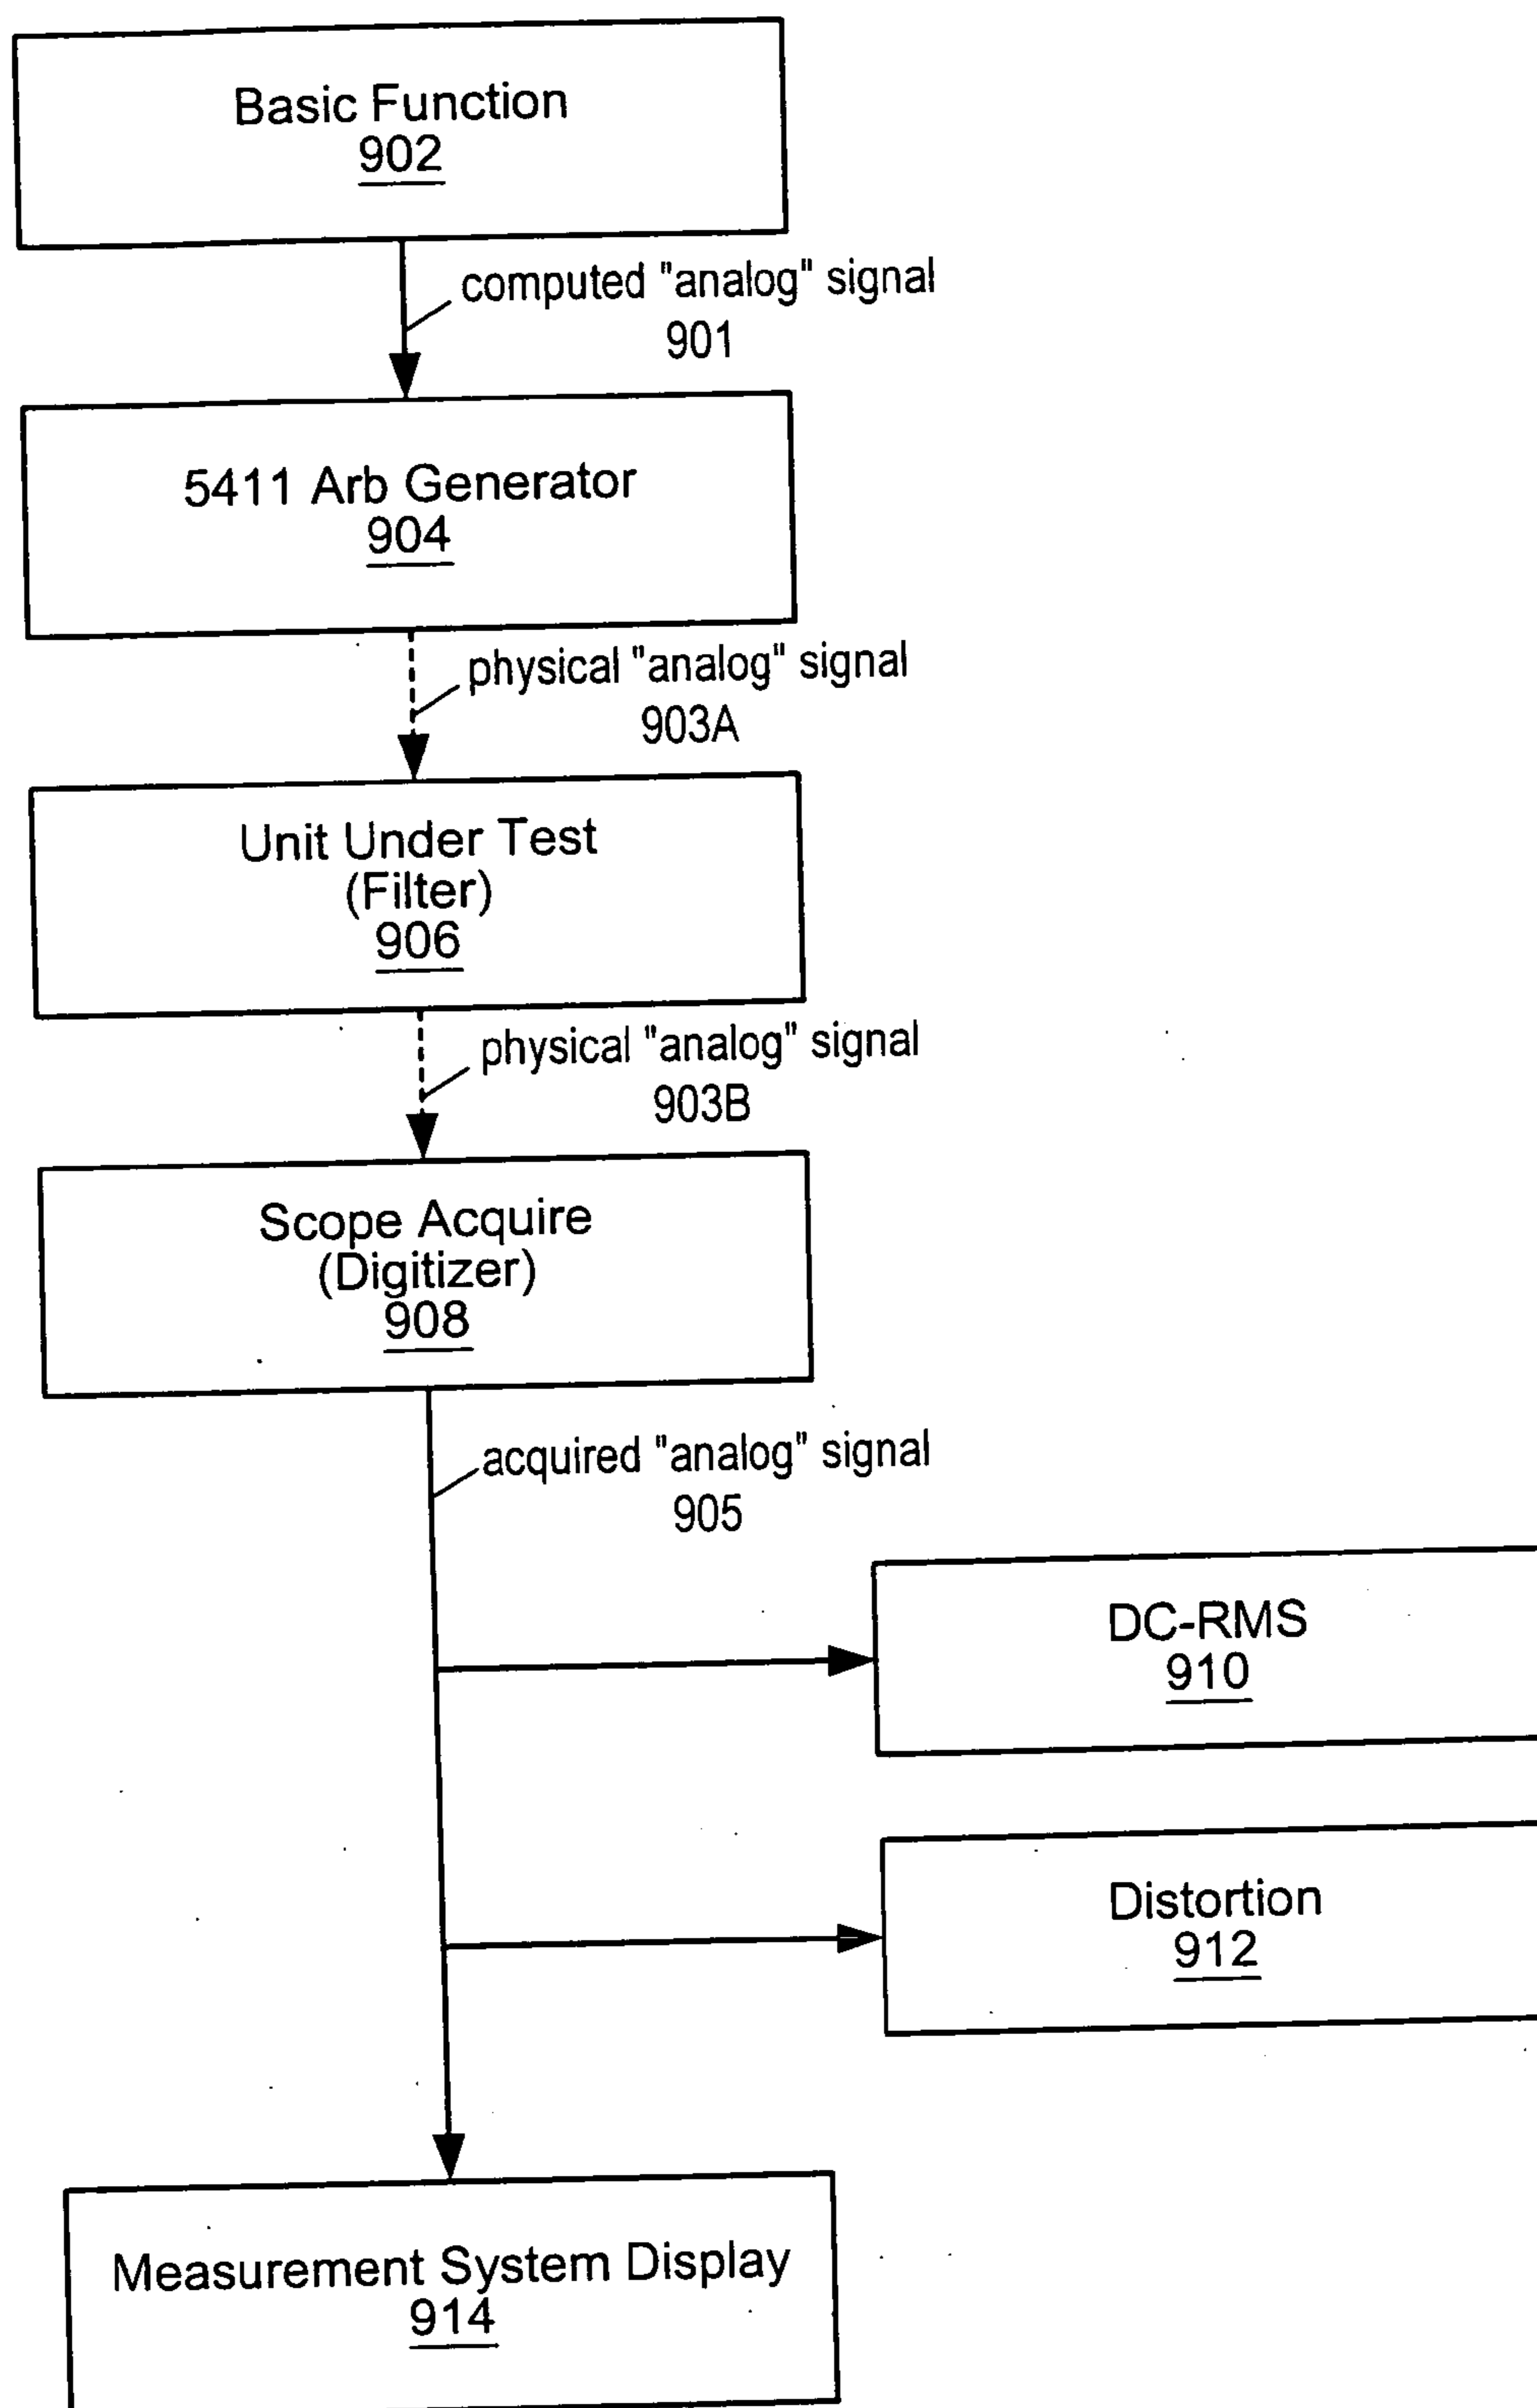 Basic Function
902
computed "analog" signal
901
5411 Arb Generator
904
physical "analog" signal
903A
Unit Under Test
(Filter)
906
physical "analog" signal
903B
Scope Acquire
(Digitizer)
908
acquired "analog" signal
905
DC-RMS
910
Distortion
912
Measurement System Display
914